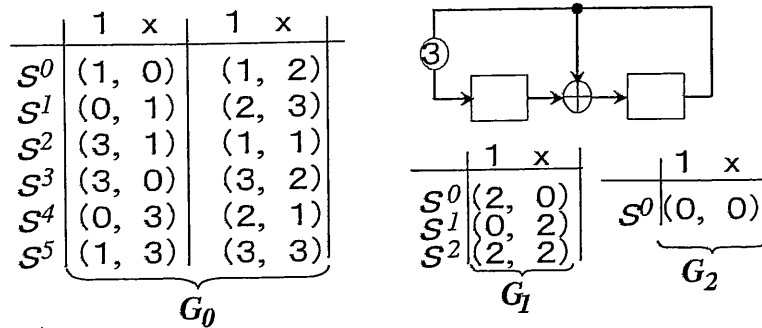 1 x 1 x
S⁰ (1, 0) (1, 2)
S¹ (0, 1) (2, 3)
S² (3, 1) (1, 1)
S³ (3, 0) (3, 2)
S⁴ (0, 3) (2, 1)
S⁵ (1, 3) (3, 3)
G₀
3
1 x
S⁰ (2, 0)
S¹ (0, 2)
S² (2, 2)
G₁
1 x
S⁰ (0, 0)
G₂